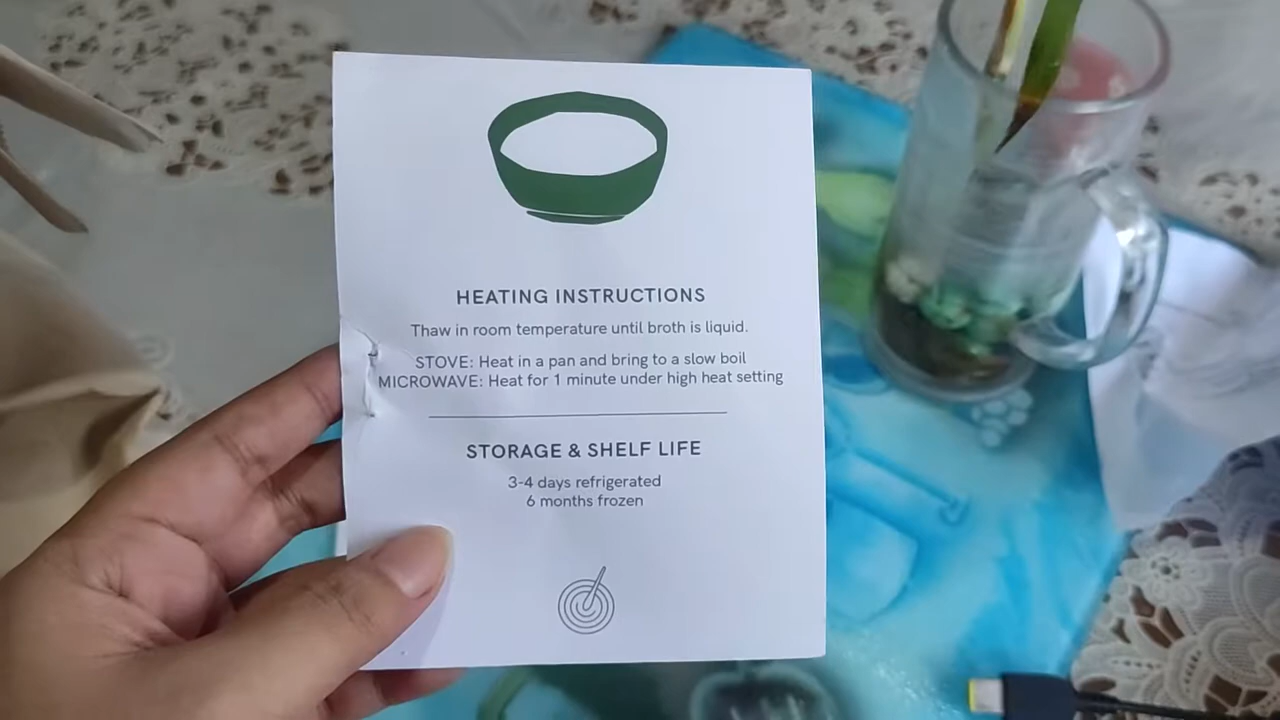 HEATING INSTRUCTIONS
Thaw in room temperature until broth is liquid.
STOVE: Heat in a pan and bring to a slow boil
MICROWAVE: Heat for 1 minute under high heat setting
STORAGE & SHELF LIFE
3-4 days refrigerated
6 months frozen